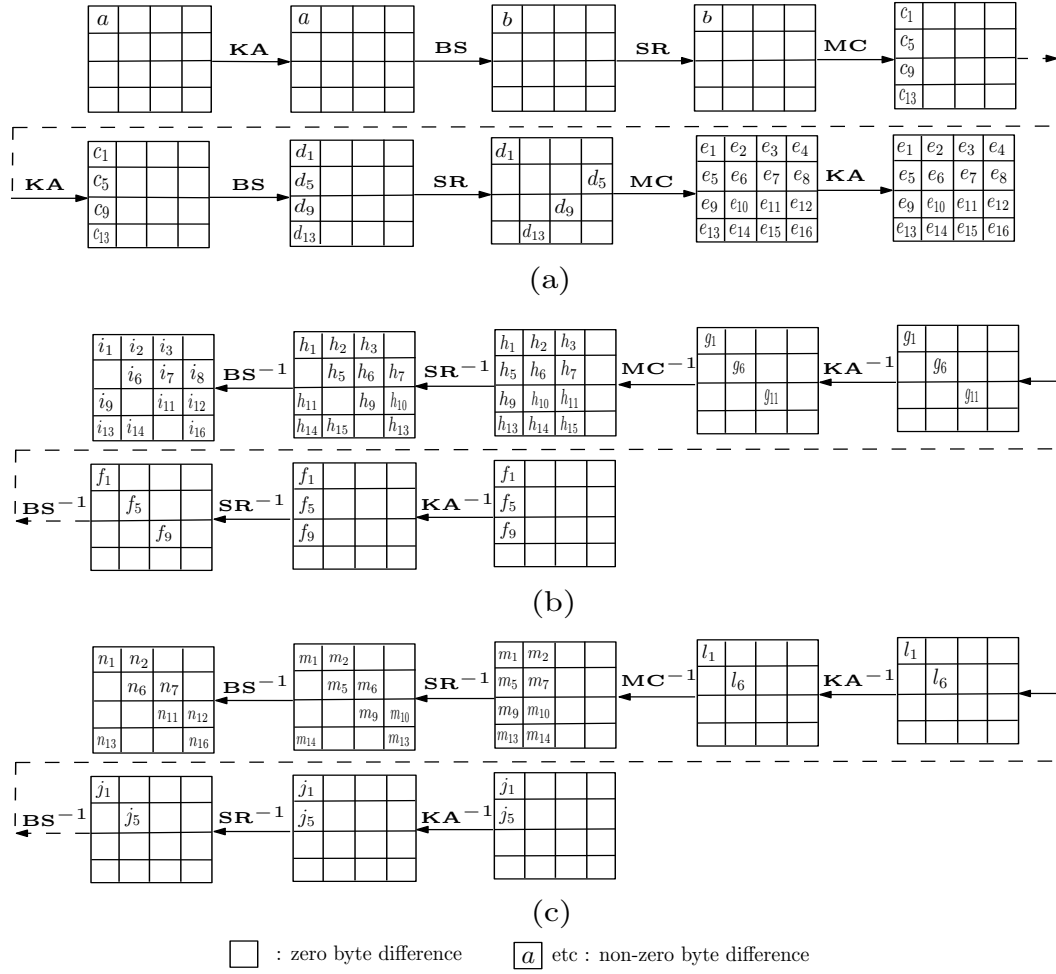 a a b b c₁
KA BS SR MC
c₅
c₉
c₁₃
c₁ d₁ d₁ e₁ e₂ e₃ e₄ e₁ e₂ e₃ e₄
c₅ d₅ d₅ e₅ e₆ e₇ e₈ e₅ e₆ e₇ e₈
KA BS SR MC KA
c₉ d₉ d₉ e₉ e₁₀ e₁₁ e₁₂ e₉ e₁₀ e₁₁ e₁₂
c₁₃ d₁₃ d₁₃ e₁₃ e₁₄ e₁₅ e₁₆ e₁₃ e₁₄ e₁₅ e₁₆
(a)
i₁ i₂ i₃ h₁ h₂ h₃ h₁ h₂ h₃ g₁ g₁
i₆ i₇ i₈ h₅ h₆ h₇ h₅ h₆ h₇ g₆ g₆
BS⁻¹ SR⁻¹ MC⁻¹ KA⁻¹
i₉ i₁₁ i₁₂ h₁₁ h₉ h₁₀ h₉ h₁₀ h₁₁ g₁₁ g₁₁
i₁₃ i₁₄ i₁₆ h₁₄ h₁₅ h₁₃ h₁₃ h₁₄ h₁₅
f₁ f₁ f₁
BS⁻¹ f₅ SR⁻¹ f₅ KA⁻¹ f₅
f₉ f₉ f₉
(b)
n₁ n₂ m₁ m₂ m₁ m₂ l₁ l₁
n₆ n₇ m₅ m₆ m₅ m₇ l₆ l₆
BS⁻¹ SR⁻¹ MC⁻¹ KA⁻¹
n₁₁ n₁₂ m₉ m₁₀ m₉ m₁₀
n₁₃ n₁₆ m₁₄ m₁₃ m₁₃ m₁₄
j₁ j₁ j₁
BS⁻¹ j₅ SR⁻¹ j₅ KA⁻¹ j₅
(c)
: zero byte difference a etc : non-zero byte difference